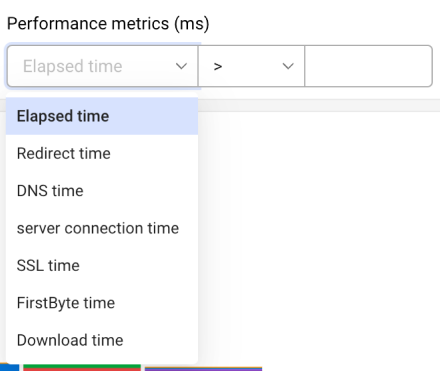 Performance metrics (ms)
Elapsed time >
Elapsed time
Redirect time
DNS time
server connection time
SSL time
FirstByte time
Download time